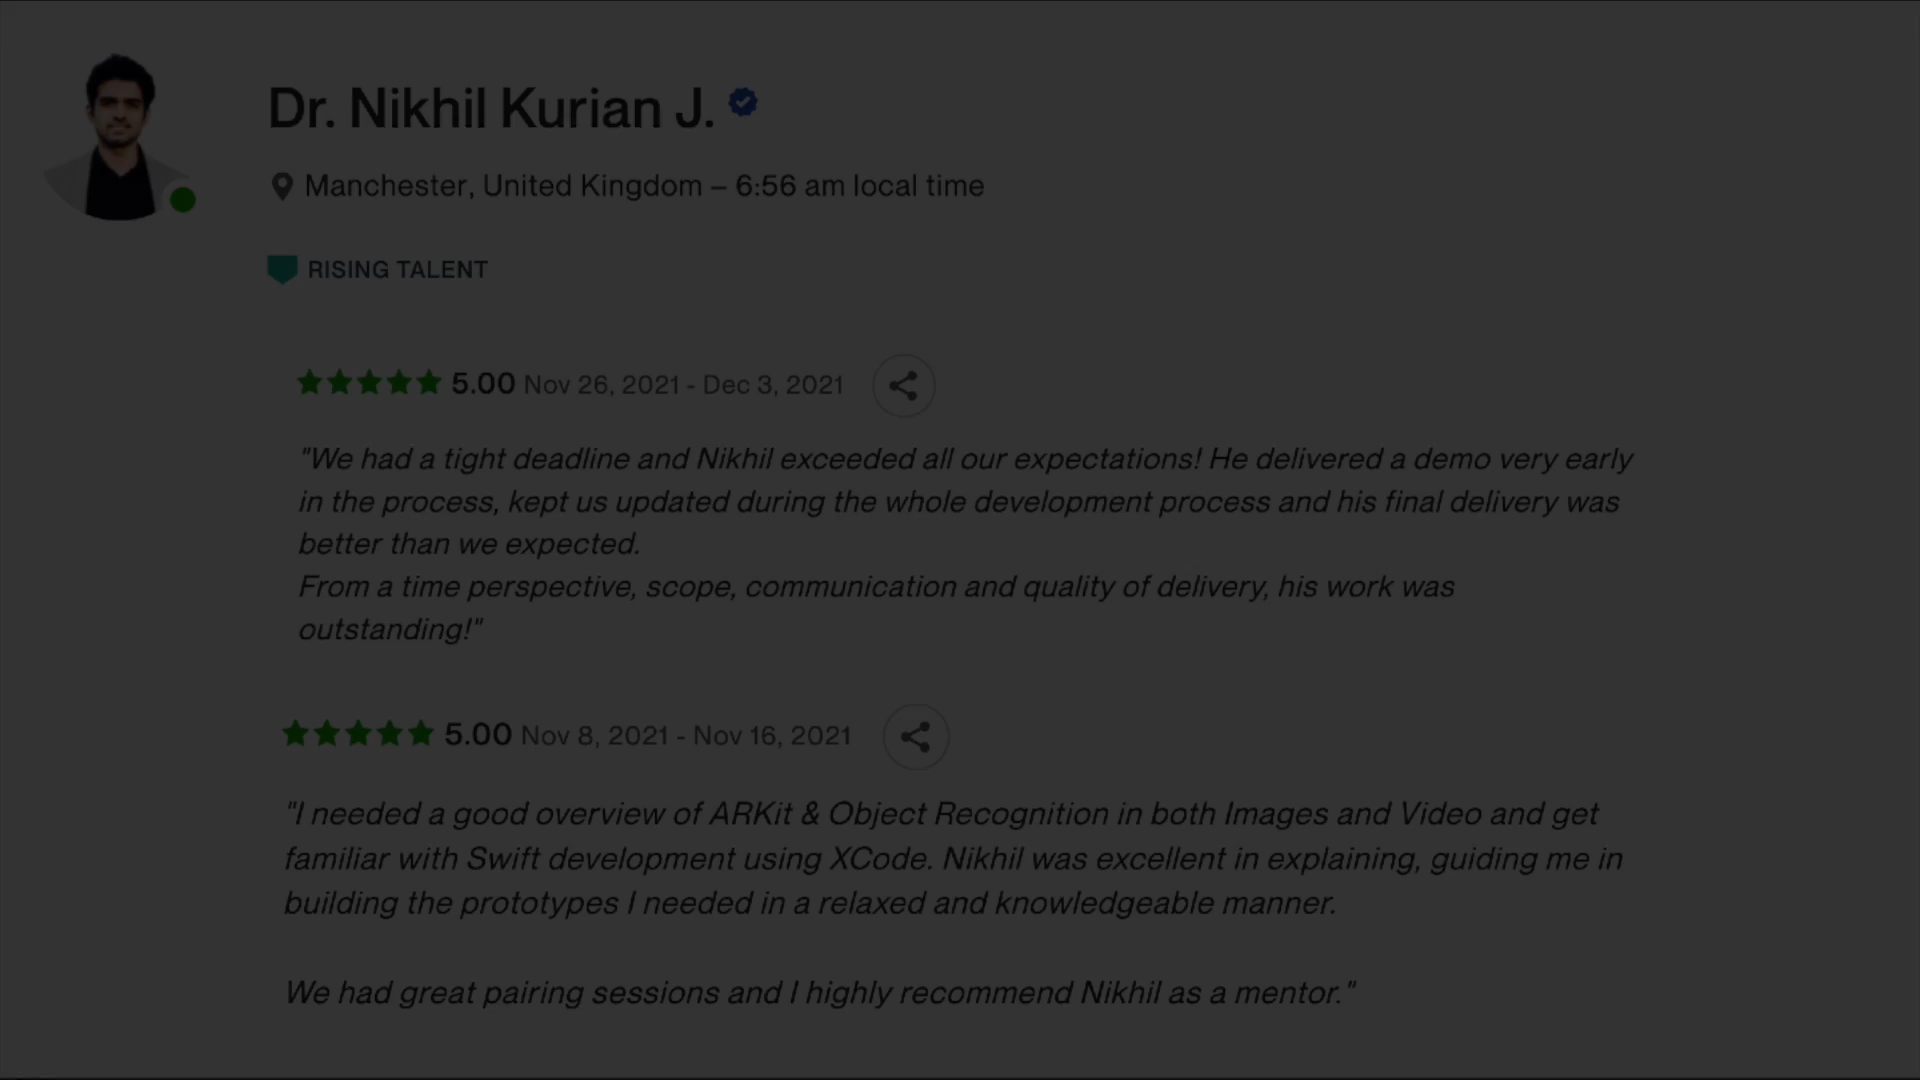 Dr. Nikhil Kurian J.
Manchester, United Kingdom – 6:56 am local time
RISING TALENT
5.00 Nov 26, 2021 - Dec 3, 2021
"We had a tight deadline and Nikhil exceeded all our expectations! He delivered a demo very early
in the process, kept us updated during the whole development process and his final delivery was
better than we expected.
From a time perspective, scope, communication and quality of delivery, his work was
outstanding!"
5.00 Nov 8, 2021 - Nov 16, 2021
"I needed a good overview of ARKit & Object Recognition in both Images and Video and get
familiar with Swift development using XCode. Nikhil was excellent in explaining, guiding me in
building the prototypes I needed in a relaxed and knowledgeable manner.
We had great pairing sessions and I highly recommend Nikhil as a mentor."